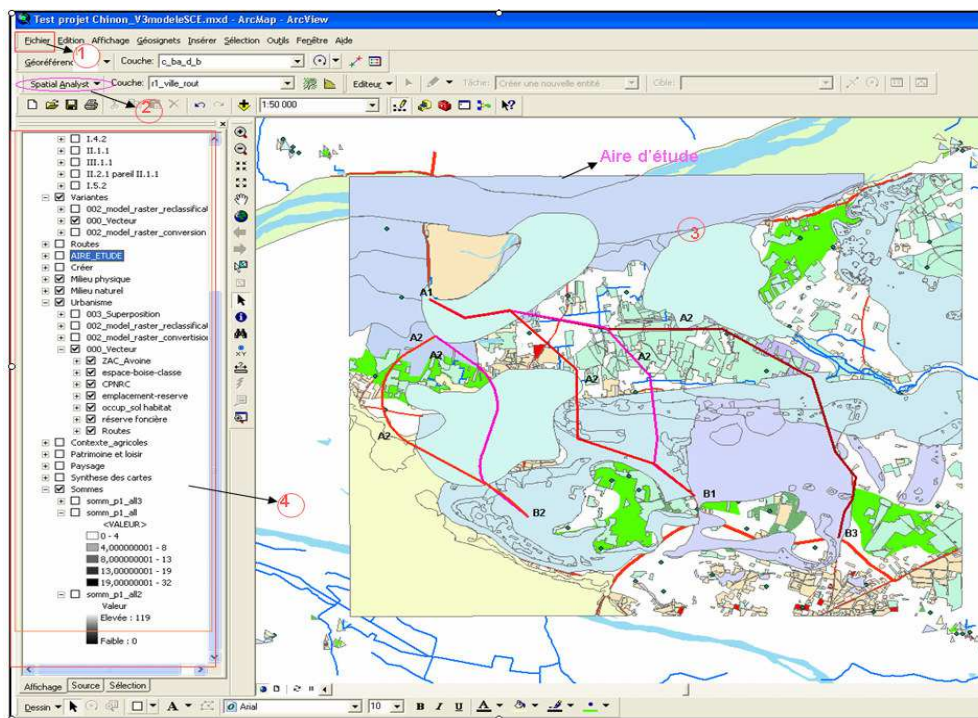 Test projet Chinon_V3modeleSCE.mxd - ArcMap - ArcView
Fichier Edition Affichage Géosignets Insérer Sélection Outils Fenêtre Aide
1
Géoréférenc Couche: c_ba_d_b
Spatial Analyst Couche: r1_ville_rout Editeur Tâche: Créer une nouvelle entité Cible:
2
1:50 000
I.4.2
II.1.1
III.1.1
II.2.1 pareil II.1.1
I.5.2
Variantes
002_model_raster_reclassifical
000_Vecteur
002_model_raster_conversion
Routes
AIRE_ETUDE
Créer
Milieu physique
Milieu naturel
Urbanisme
003_Superposition
002_model_raster_reclassifical
002_model_raster_convertision
000_Vecteur
ZAC_Avoine
espace-boise-classe
CPNRC
emplacement-reserve
occup_sol habitat
réserve foncière
Routes
Contexte_agricoles
Patrimoine et loisir
Paysage
Synthese des cartes
Sommes
somm_p1_all3
somm_p1_all
<VALEUR>
0 - 4
4,000000001 - 8
8,000000001 - 13
13,00000001 - 19
19,00000001 - 32
somm_p1_all2
Valeur
Elevée : 119
Faible : 0
4
Aire d'étude
3
A1
A2
A2
A2
A2
A2
A2
B1
B2
B3
Affichage Source Sélection
Dessin A Arial 10 B I U A